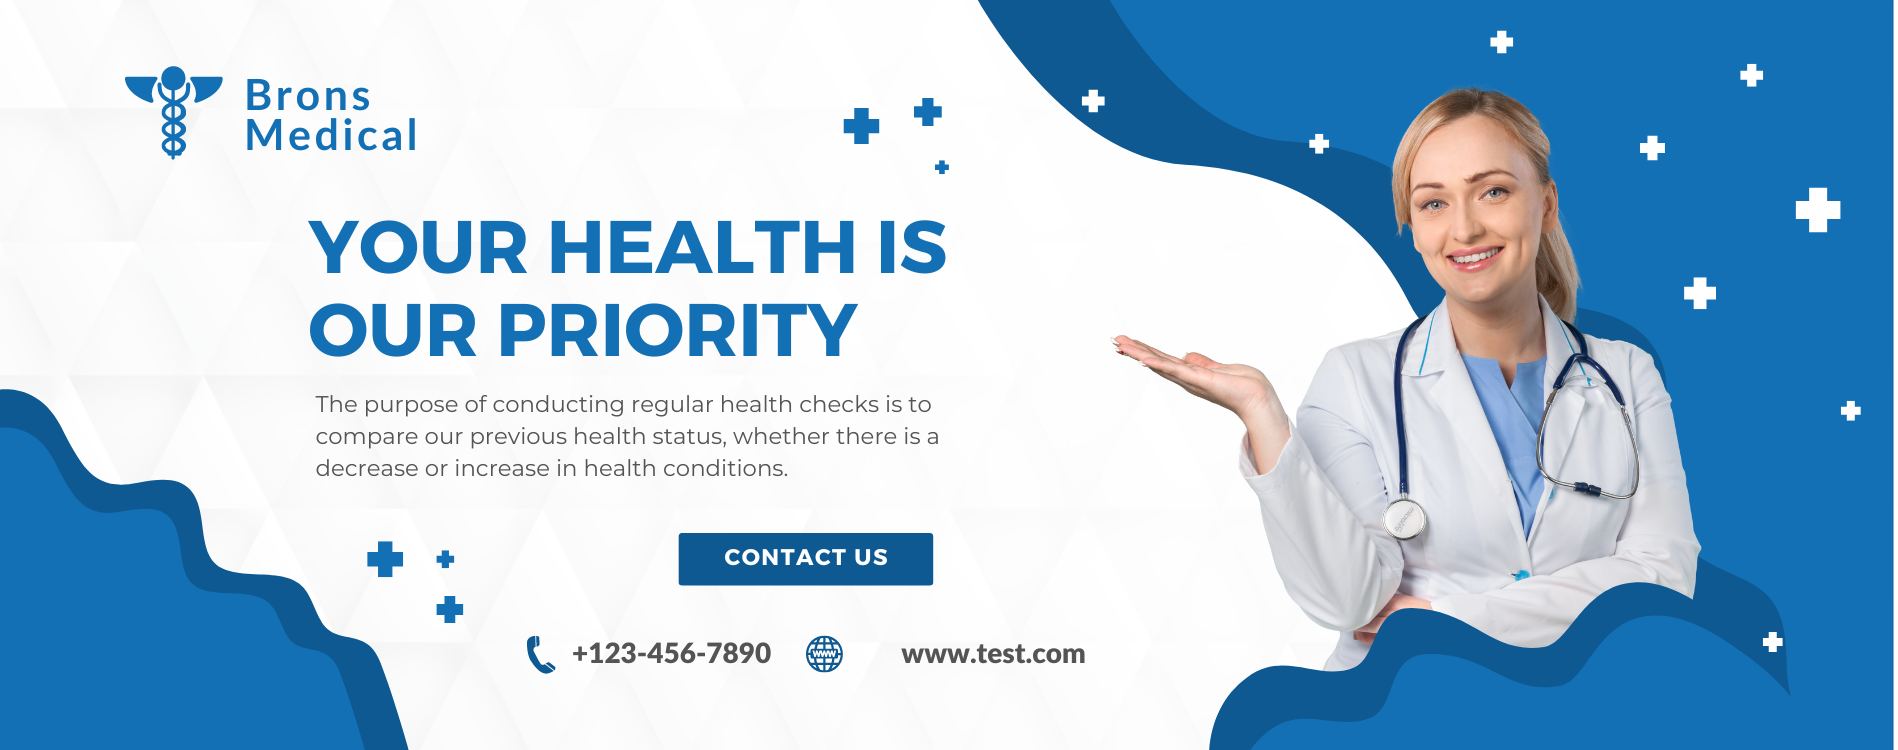 Brons
Medical
YOUR HEALTH IS
OUR PRIORITY
The purpose of conducting regular health checks is to
compare our previous health status, whether there is a
decrease or increase in health conditions.
CONTACT US
+123-456-7890
www
www.test.com